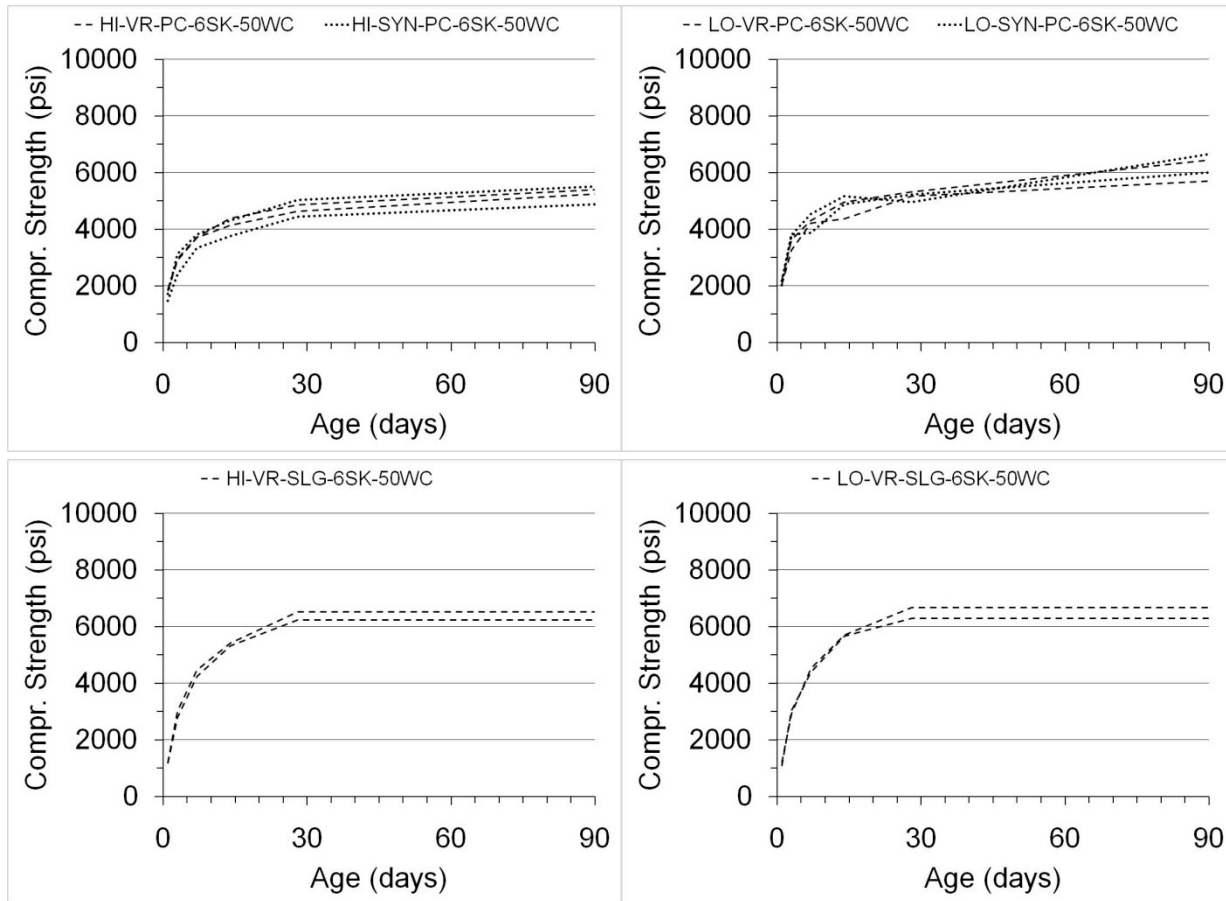 -- HI-VR-PC-6SK-50WC ······ HI-SYN-PC-6SK-50WC
10000
8000
6000
4000
2000
0
Compr. Strength (psi)
0 30 60 90
Age (days)
-- LO-VR-PC-6SK-50WC ······ LO-SYN-PC-6SK-50WC
10000
8000
6000
4000
2000
0
Compr. Strength (psi)
0 30 60 90
Age (days)
-- HI-VR-SLG-6SK-50WC
10000
8000
6000
4000
2000
0
Compr. Strength (psi)
0 30 60 90
Age (days)
-- LO-VR-SLG-6SK-50WC
10000
8000
6000
4000
2000
0
Compr. Strength (psi)
0 30 60 90
Age (days)